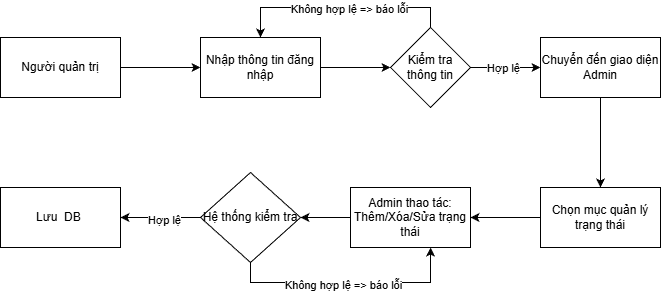 Không hợp lệ => báo lỗi
Người quản trị
Nhập thông tin đăng
nhập
Kiểm tra
thông tin
Hợp lệ
Chuyển đến giao diện
Admin
Lưu DB
Hợp lệ
Hệ thống kiểm tra
Admin thao tác:
Thêm/Xóa/Sửa trạng
thái
Chọn mục quản lý
trạng thái
Không hợp lệ => báo lỗi